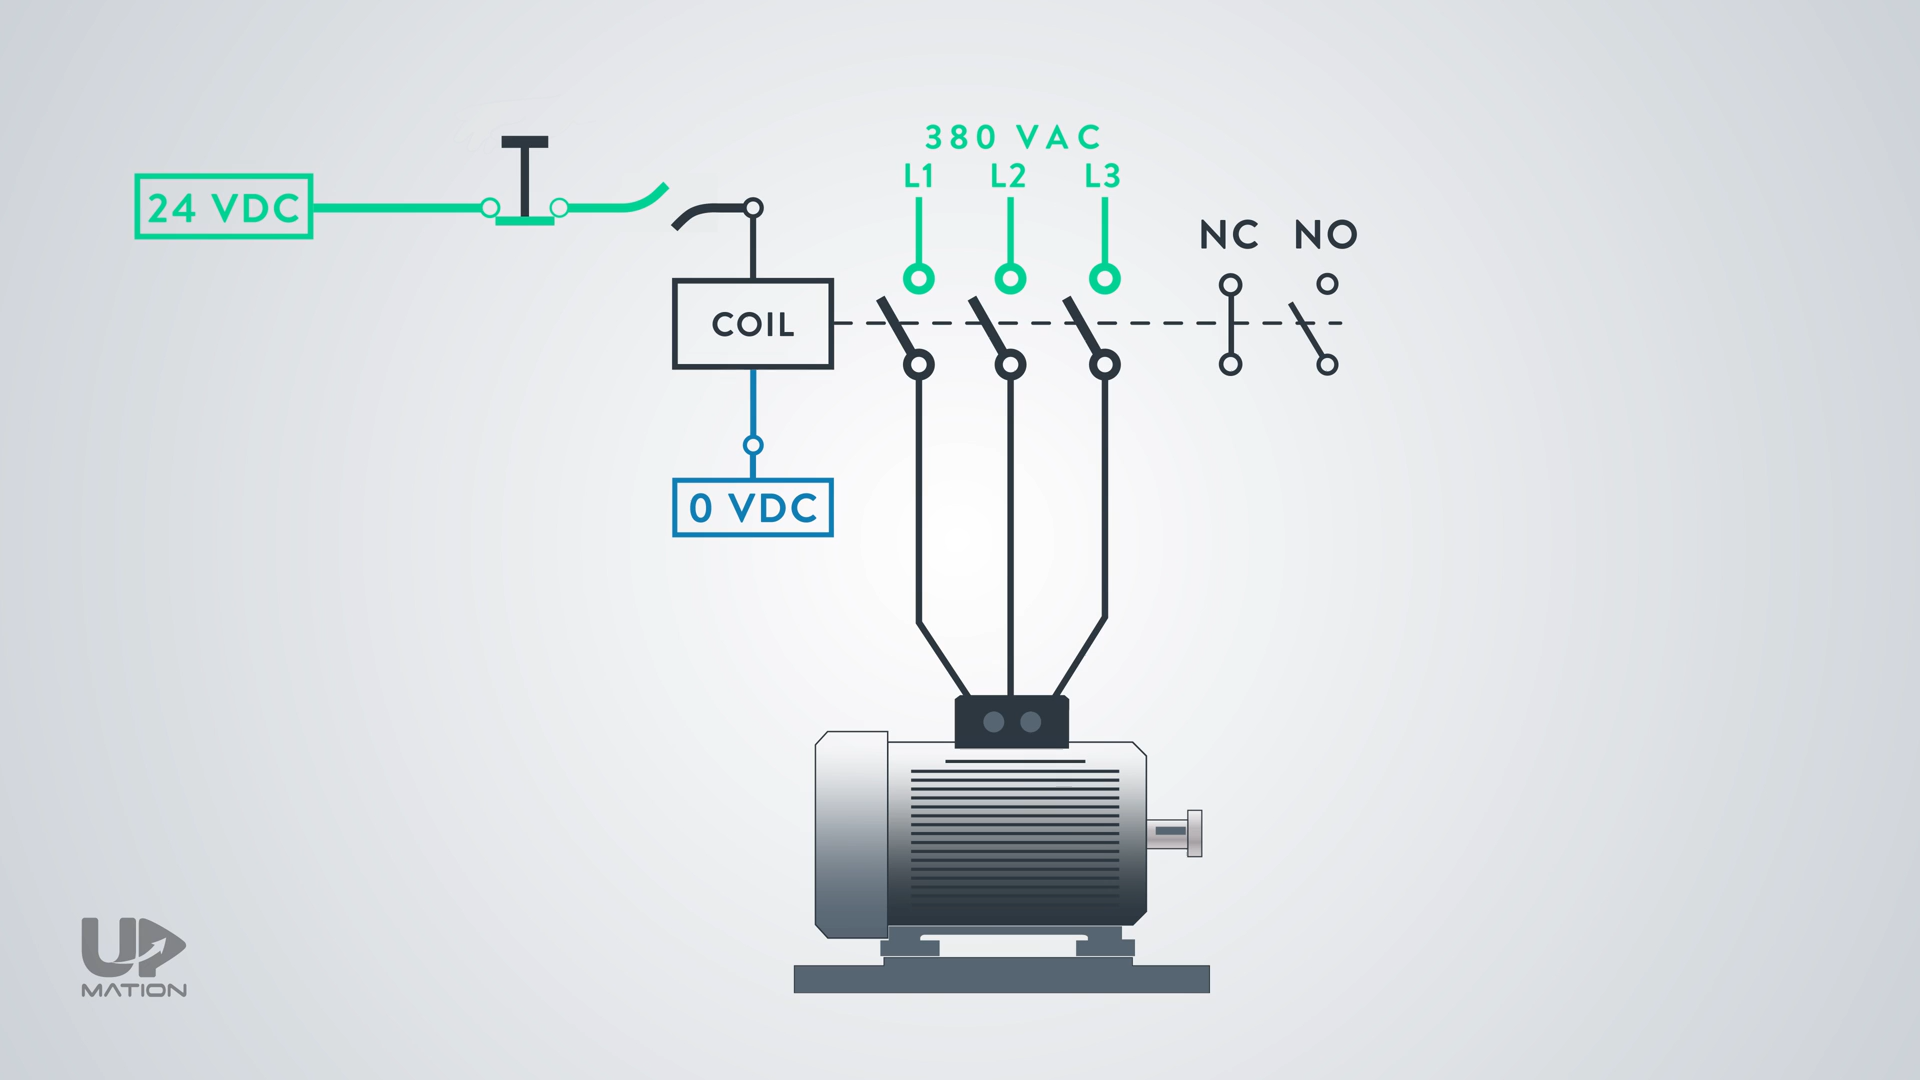 380 VAC
L1 L2 L3
24 VDC
NC NO
COIL
0 VDC
UP
MATION